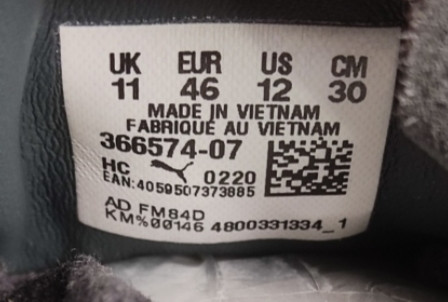 UK EUR US CM
11 46 12 30
MADE IN VIETNAM
FABRIQUÉ AU VIETNAM
366574-07
HC 0220
EAN:4059507373885
AD FM84D
KM%00146 4800331334_1